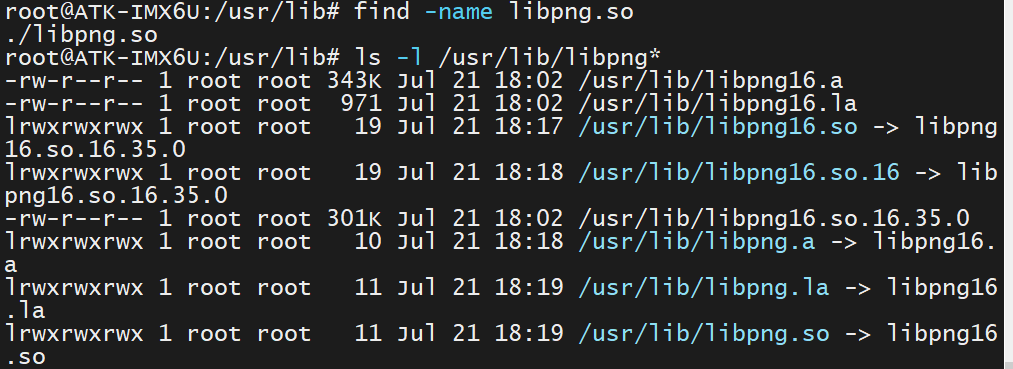 root@ATK-IMX6U:/usr/lib# find -name libpng.so
./libpng.so
root@ATK-IMX6U:/usr/lib# ls -l /usr/lib/libpng*
-rw-r--r-- 1 root root 343K Jul 21 18:02 /usr/lib/libpng16.a
-rw-r--r-- 1 root root  971 Jul 21 18:02 /usr/lib/libpng16.la
lrwxrwxrwx 1 root root   19 Jul 21 18:17 /usr/lib/libpng16.so -> libpng
16.so.16.35.0
lrwxrwxrwx 1 root root   19 Jul 21 18:18 /usr/lib/libpng16.so.16 -> lib
png16.so.16.35.0
-rw-r--r-- 1 root root 301K Jul 21 18:02 /usr/lib/libpng16.so.16.35.0
lrwxrwxrwx 1 root root   10 Jul 21 18:18 /usr/lib/libpng.a -> libpng16.
a
lrwxrwxrwx 1 root root   11 Jul 21 18:19 /usr/lib/libpng.la -> libpng16
.la
lrwxrwxrwx 1 root root   11 Jul 21 18:19 /usr/lib/libpng.so -> libpng16
.so